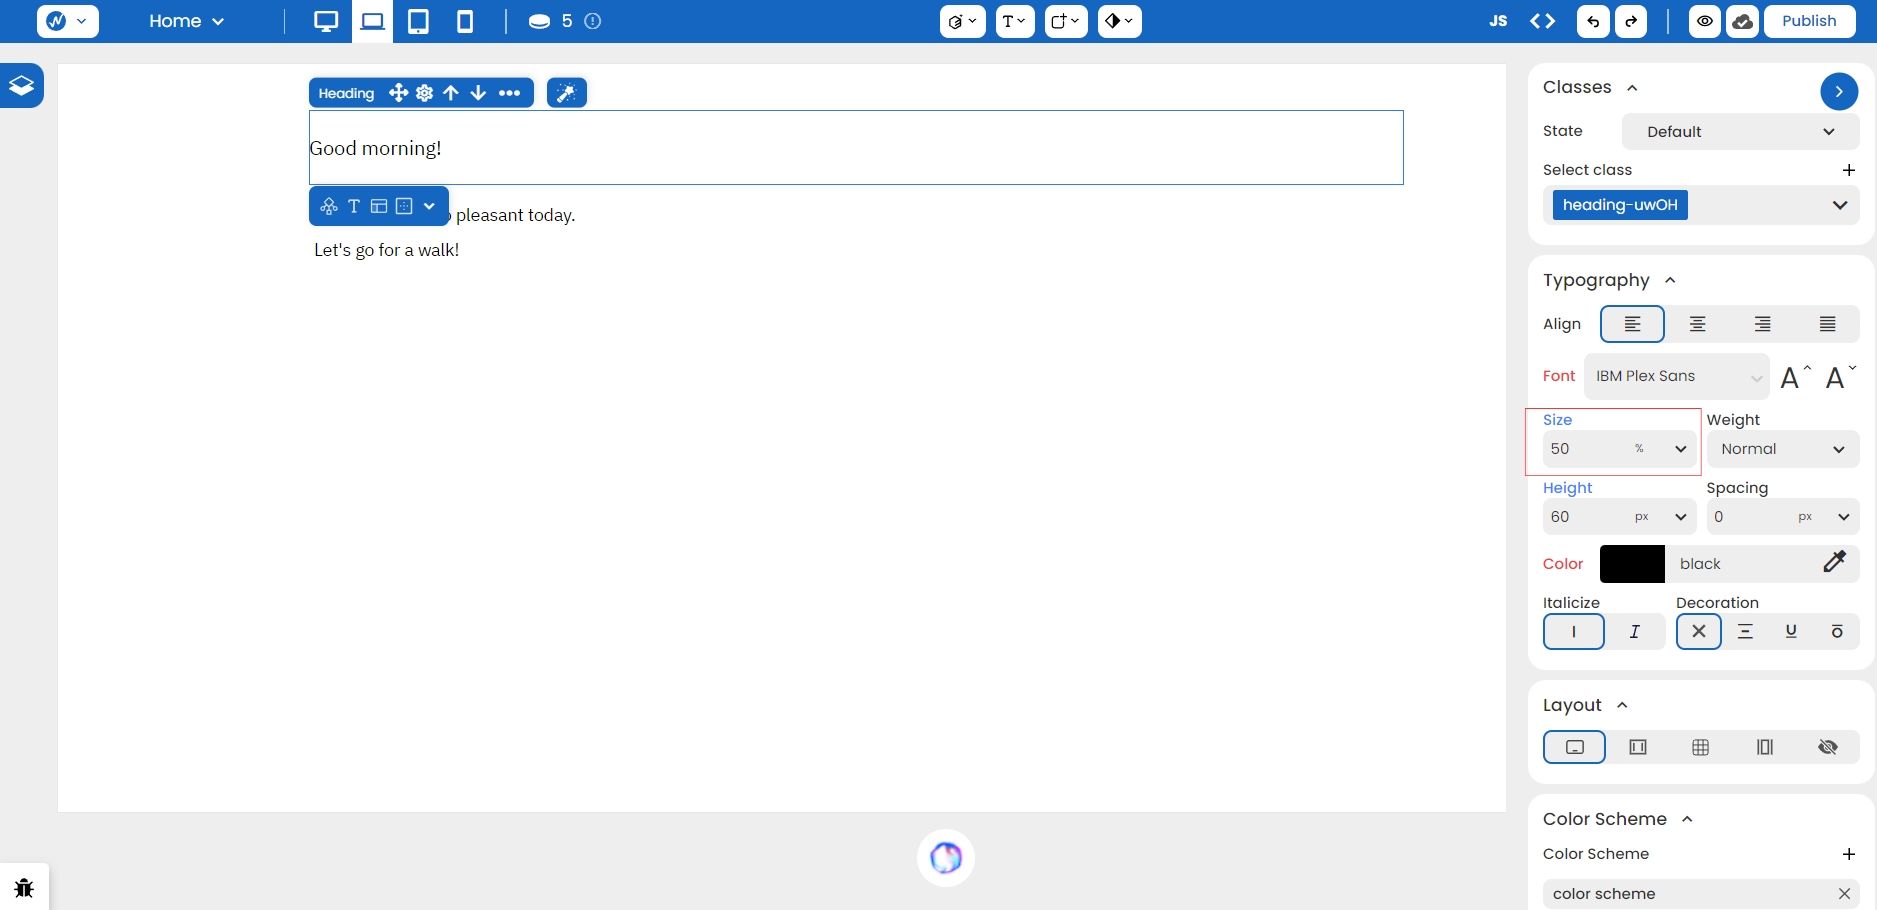 Home
5
T
JS
Publish
Heading
Good morning!
T
pleasant today.
Let's go for a walk!
Classes
State Default
Select class
heading-uwOH
Typography
Align
Font IBM Plex Sans A A
Size Weight
50 % Normal
Height Spacing
60 px 0 px
Color black
Italicize Decoration
I I U O
Layout
Color Scheme
Color Scheme
color scheme